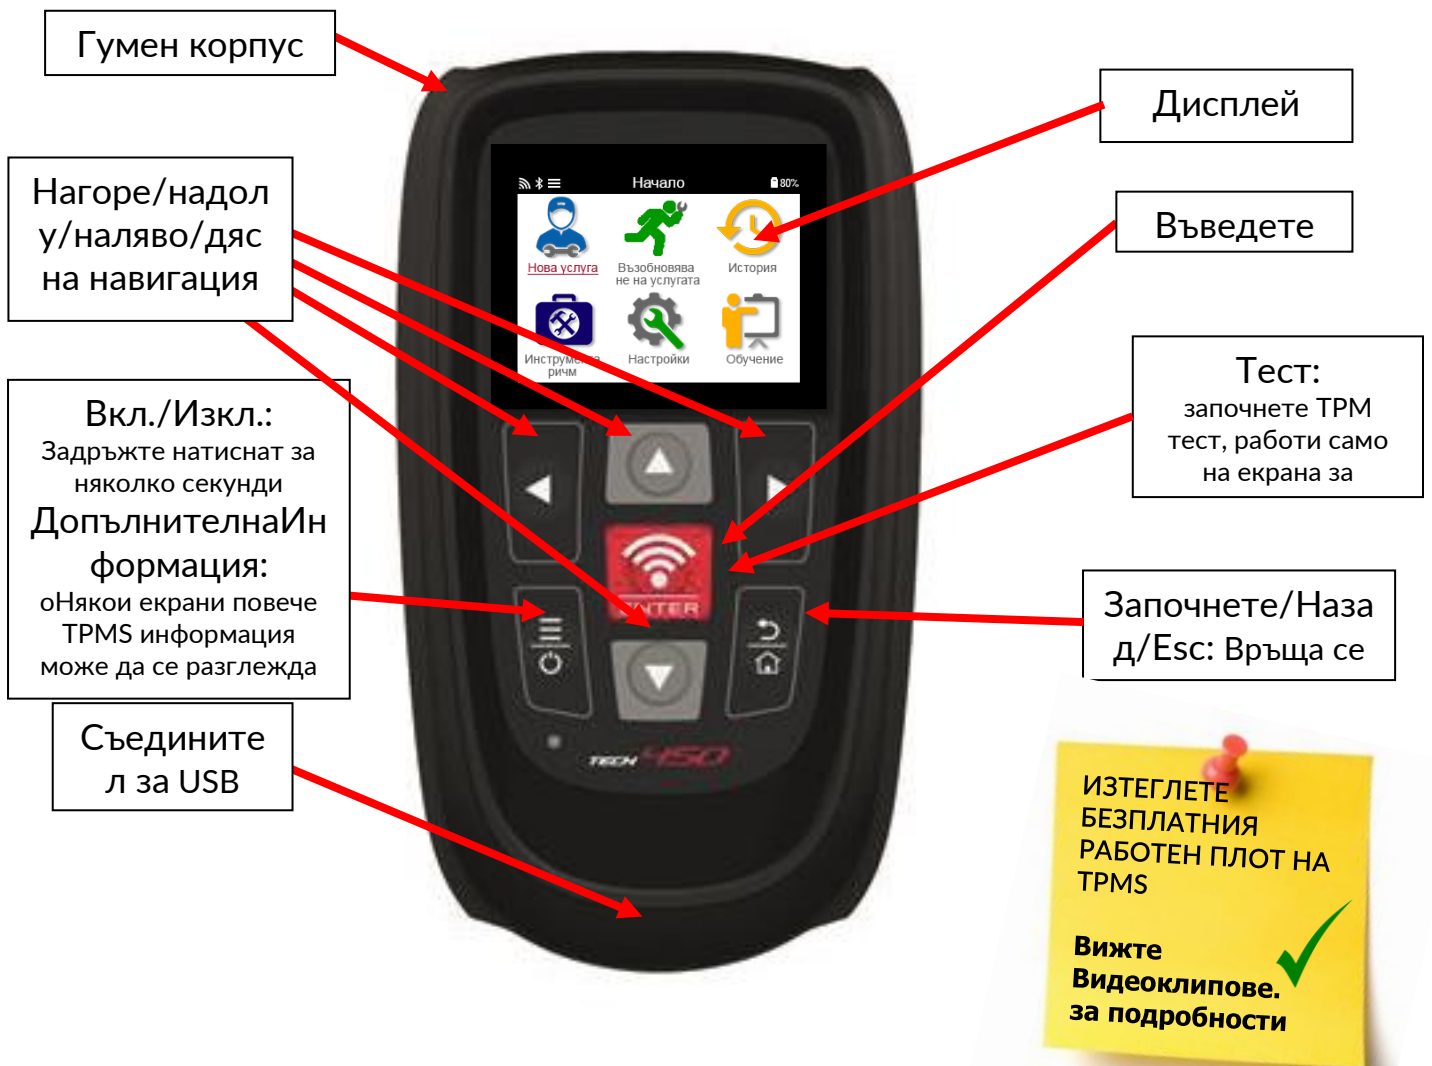 Гумен корпус
Дисплей
Нагоре/надол
у/наляво/дяс
на навигация
Въведете
Начало
80%
Нова услуга
Възобновява
не на услугата
История
Инструмента
ричм
Настройки
Обучение
Тест:
започнете TPM
тест, работи само
на екрана за
Вкл./Изкл.:
Задръжте натиснат за
няколко секунди
ДопълнителнаИн
формация:
оНякои екрани повече
TPMS информация
може да се разглежда
ENTER
Започнете/Наза
д/Esc: Връща се
Съедините
л за USB
TECH 450
ИЗТЕГЛЕТЕ
БЕЗПЛАТНИЯ
РАБОТЕН ПЛОТ НА
TPMS
Вижте
Видеоклипове.
за подробности